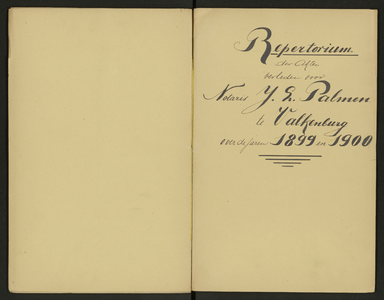 Repertorium.
der Akten
verleden voor
Notaris J. L. Palmen
te Valkenburg
over de jaren 1899 en 1900